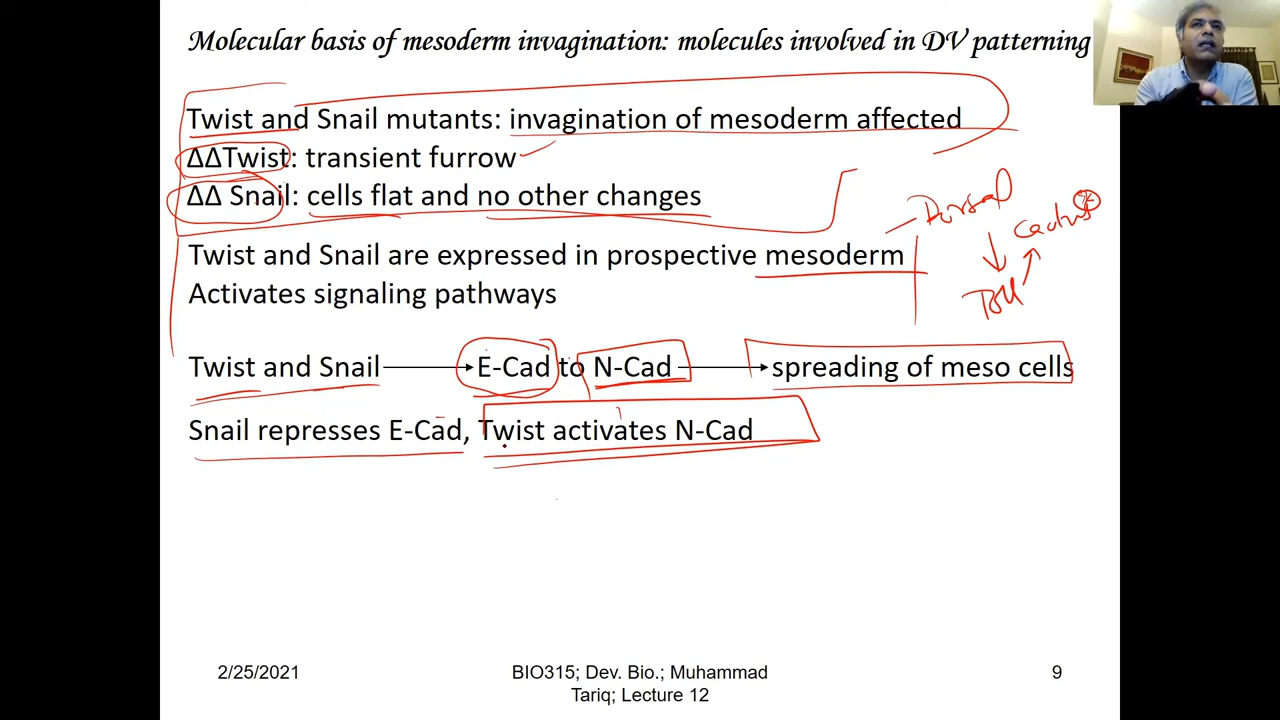 Molecular basis of mesoderm invagination: molecules involved in DV patterning
Twist and Snail mutants: invagination of mesoderm affected
ΔΔTwist: transient furrow
ΔΔ Snail: cells flat and no other changes
Dorsal
Cactus
Twist and Snail are expressed in prospective mesoderm
Activates signaling pathways
Toll
Twist and Snail E-Cad to N-Cad spreading of meso cells
Snail represses E-Cad, Twist activates N-Cad
2/25/2021
BIO315; Dev. Bio.; Muhammad
Tariq; Lecture 12
9